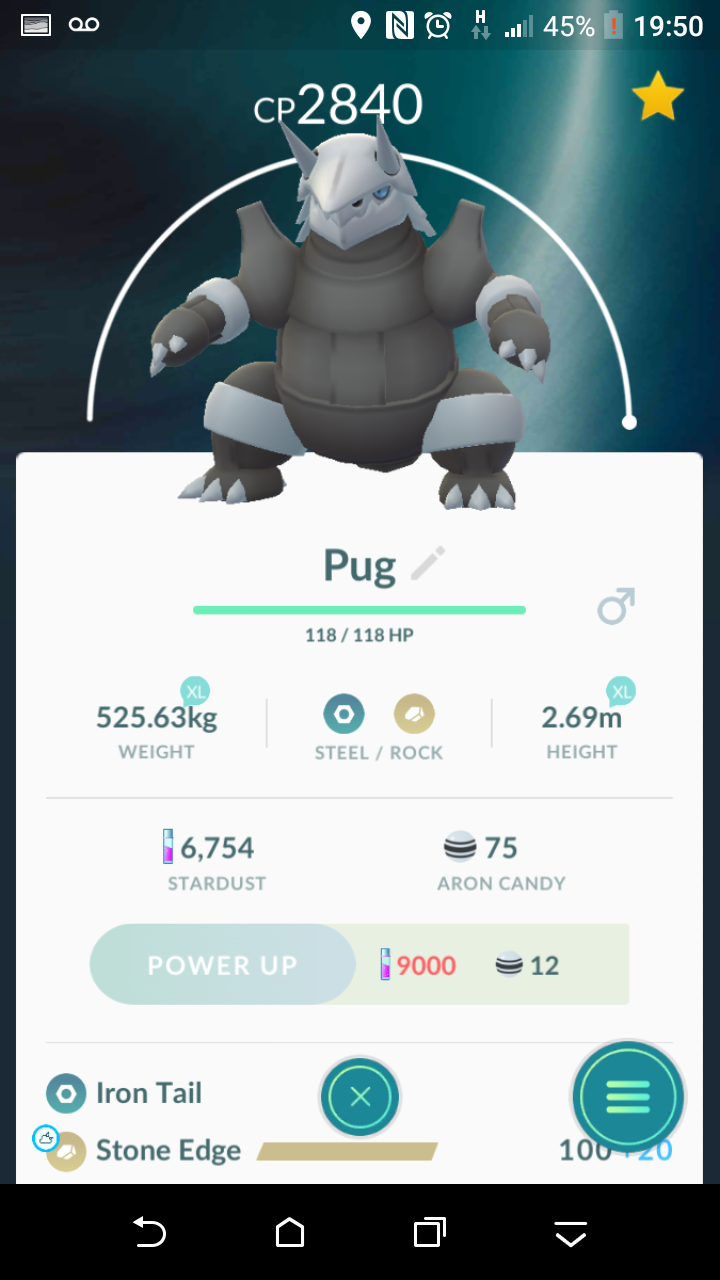 H 45% 19:50
CP2840
Pug
118 / 118 HP
XL XL
525.63kg 2.69m
WEIGHT STEEL / ROCK HEIGHT
6,754 75
STARDUST ARON CANDY
POWER UP 9000 12
Iron Tail
Stone Edge 100 +20